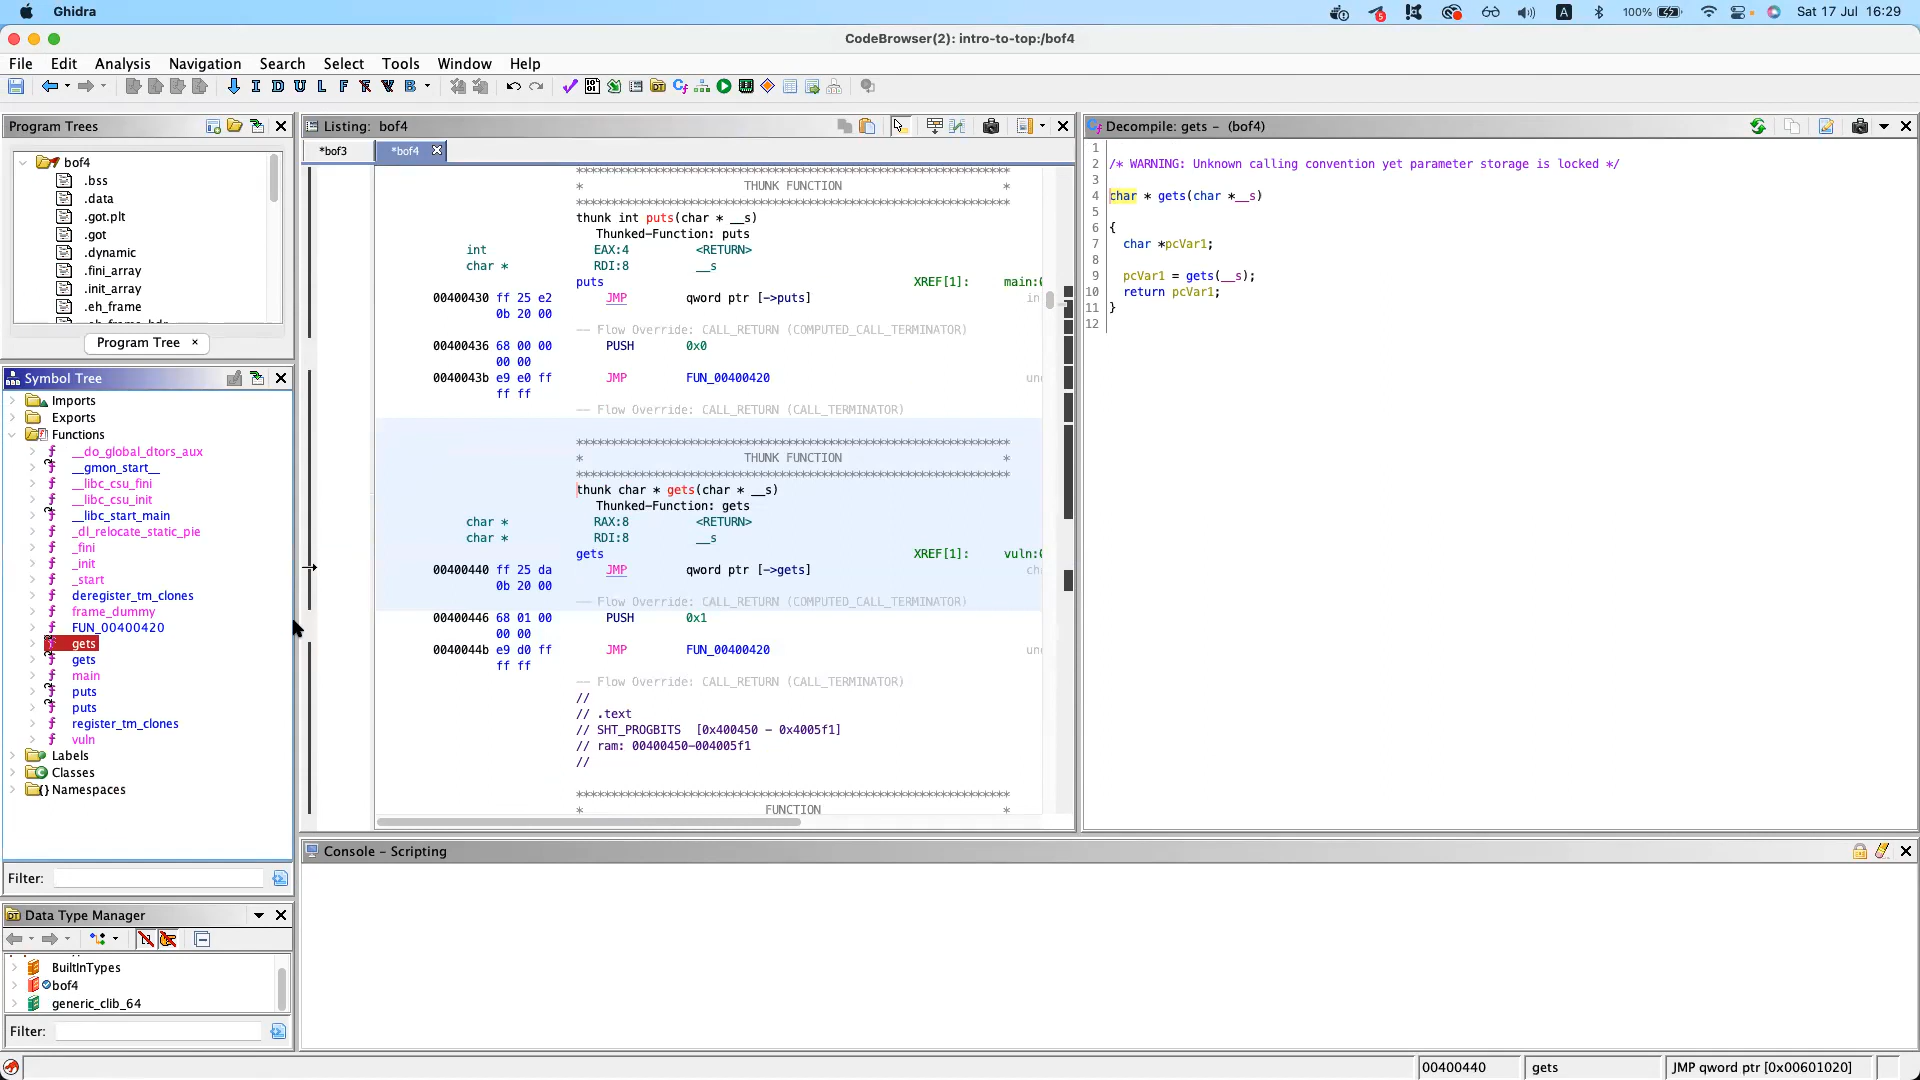 Ghidra
5
A
100%
Sat 17 Jul 16:29
CodeBrowser(2): intro-to-top:/bof4
File Edit Analysis Navigation Search Select Tools Window Help
I D U L F B
Program Trees
bof4
.bss
.data
.got.plt
.got
.dynamic
.fini_array
.init_array
.eh_frame
Program Tree ×
Symbol Tree
Imports
Exports
Functions
__do_global_dtors_aux
__gmon_start__
__libc_csu_fini
__libc_csu_init
__libc_start_main
_dl_relocate_static_pie
_fini
_init
_start
deregister_tm_clones
frame_dummy
FUN_00400420
gets
gets
main
puts
puts
register_tm_clones
vuln
Labels
Classes
Namespaces
Filter:
Data Type Manager
BuiltInTypes
bof4
generic_clib_64
Filter:
Listing: bof4
*bof3 *bof4
******************************************************
* THUNK FUNCTION *
******************************************************
thunk int puts(char * __s)
Thunked-Function: puts
int EAX:4 <RETURN>
char * RDI:8 __s
puts XREF[1]: main:0
00400430 ff 25 e2 JMP qword ptr [->puts] in
0b 20 00
-- Flow Override: CALL_RETURN (COMPUTED_CALL_TERMINATOR)
00400436 68 00 00 PUSH 0x0
00 00
0040043b e9 e0 ff JMP FUN_00400420 und
ff ff
-- Flow Override: CALL_RETURN (CALL_TERMINATOR)
******************************************************
* THUNK FUNCTION *
******************************************************
thunk char * gets(char * __s)
Thunked-Function: gets
char * RAX:8 <RETURN>
char * RDI:8 __s
gets XREF[1]: vuln:0
00400440 ff 25 da JMP qword ptr [->gets] ch
0b 20 00
-- Flow Override: CALL_RETURN (COMPUTED_CALL_TERMINATOR)
00400446 68 01 00 PUSH 0x1
00 00
0040044b e9 d0 ff JMP FUN_00400420 und
ff ff
-- Flow Override: CALL_RETURN (CALL_TERMINATOR)
//
// .text
// SHT_PROGBITS [0x400450 - 0x4005f1]
// ram: 00400450-004005f1
//
******************************************************
* FUNCTION *
Decompile: gets - (bof4)
1
2 /* WARNING: Unknown calling convention yet parameter storage is locked */
3
4 char * gets(char *__s)
5
6 {
7 char *pcVar1;
8
9 pcVar1 = gets(__s);
10 return pcVar1;
11 }
12
Console - Scripting
00400440 gets JMP qword ptr [0x00601020]